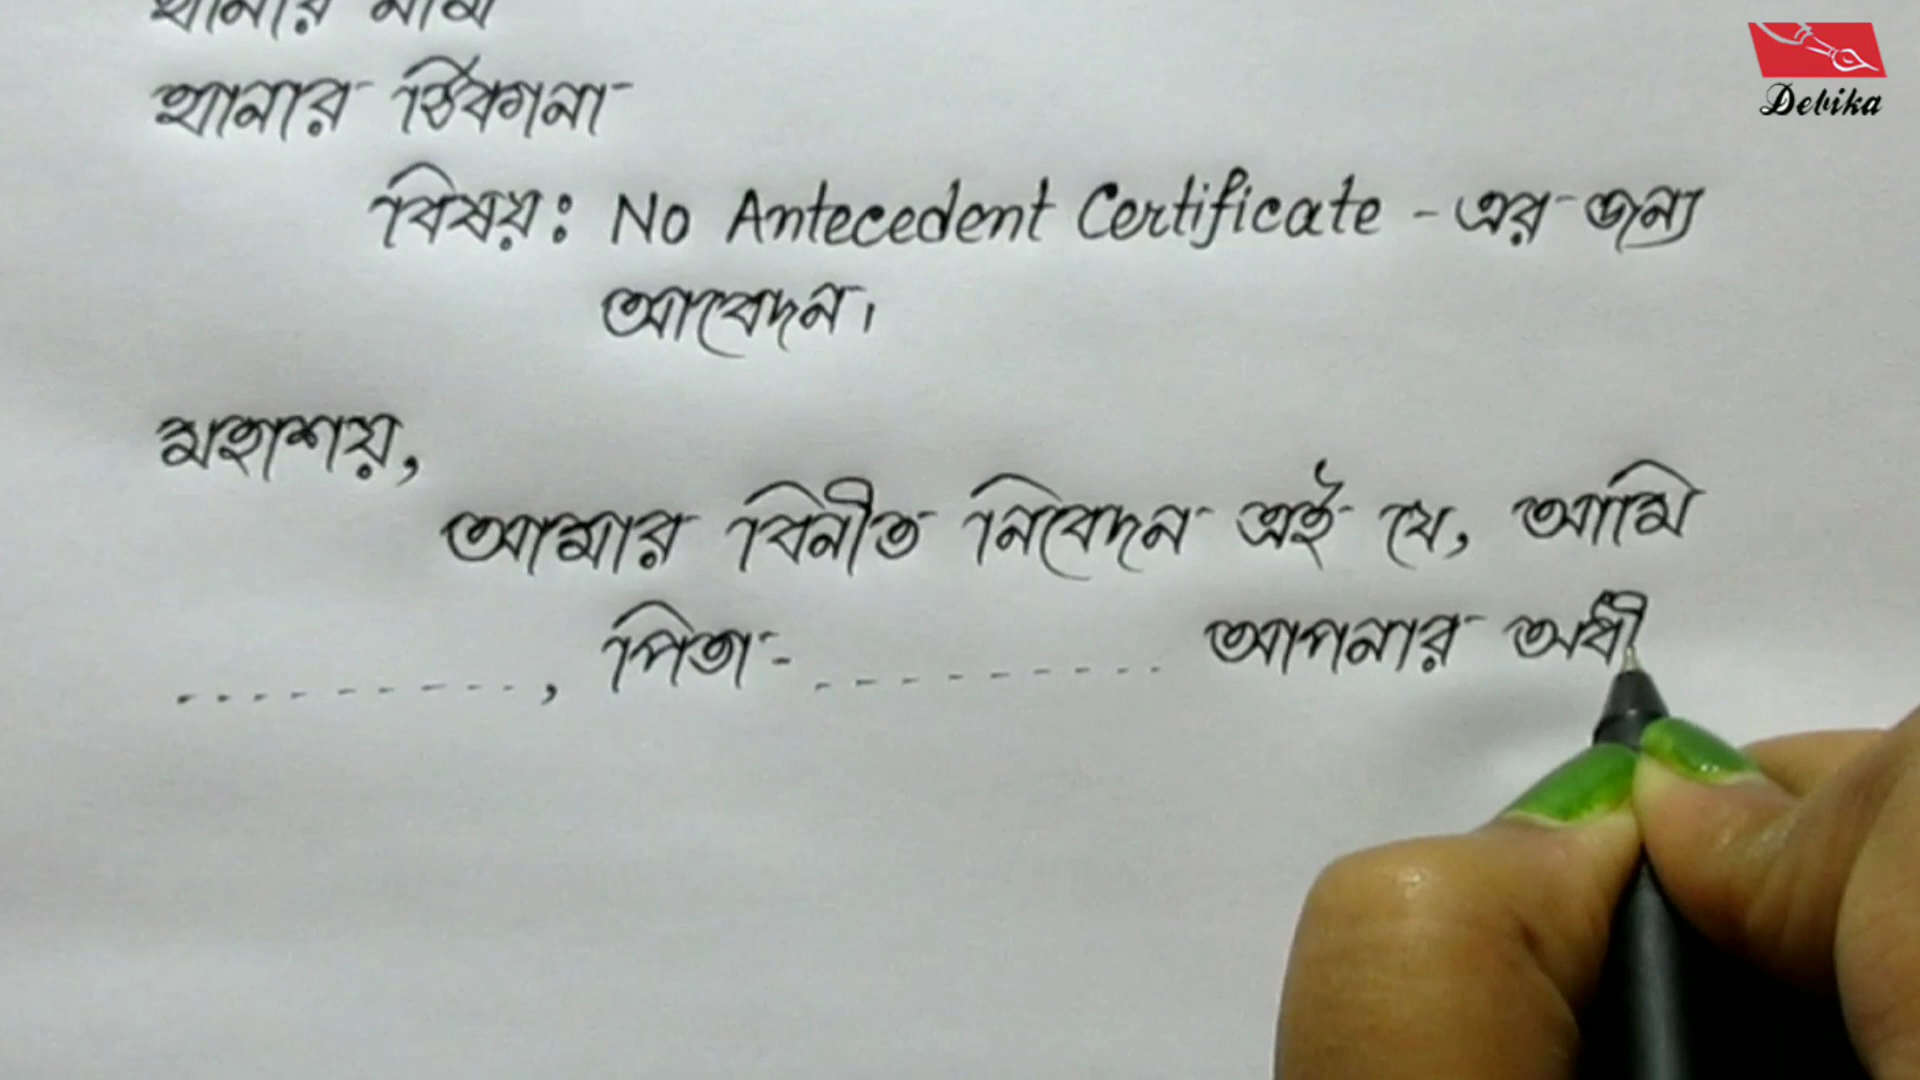 থানার নাম
থানার ঠিকানা
বিষয়: No Antecedent Certificate - এর জন্য
আবেদন।
মহাশয়,
আমার বিনীত নিবেদন এই যে, আমি
..........., পিতা- .......... আপনার অধী
Debika